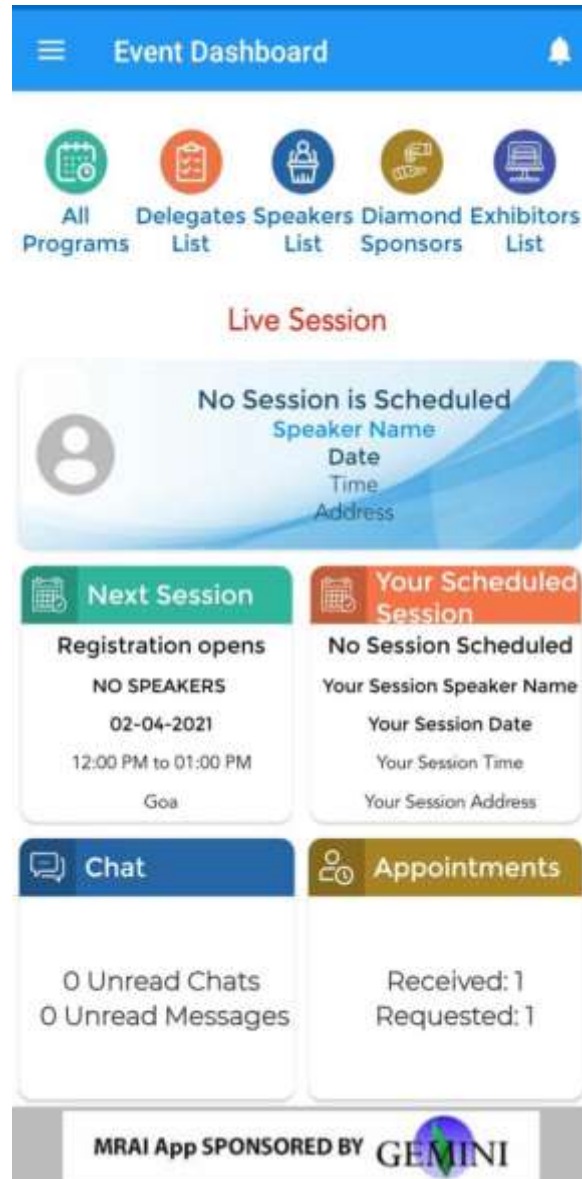 Event Dashboard
All Programs
Delegates List
Speakers List
Diamond Sponsors
Exhibitors List
Live Session
No Session is Scheduled
Speaker Name
Date
Time
Address
Next Session
Registration opens
NO SPEAKERS
02-04-2021
12:00 PM to 01:00 PM
Goa
Your Scheduled
Session
No Session Scheduled
Your Session Speaker Name
Your Session Date
Your Session Time
Your Session Address
Chat
0 Unread Chats
0 Unread Messages
Appointments
Received: 1
Requested: 1
MRAI App SPONSORED BY GEMINI